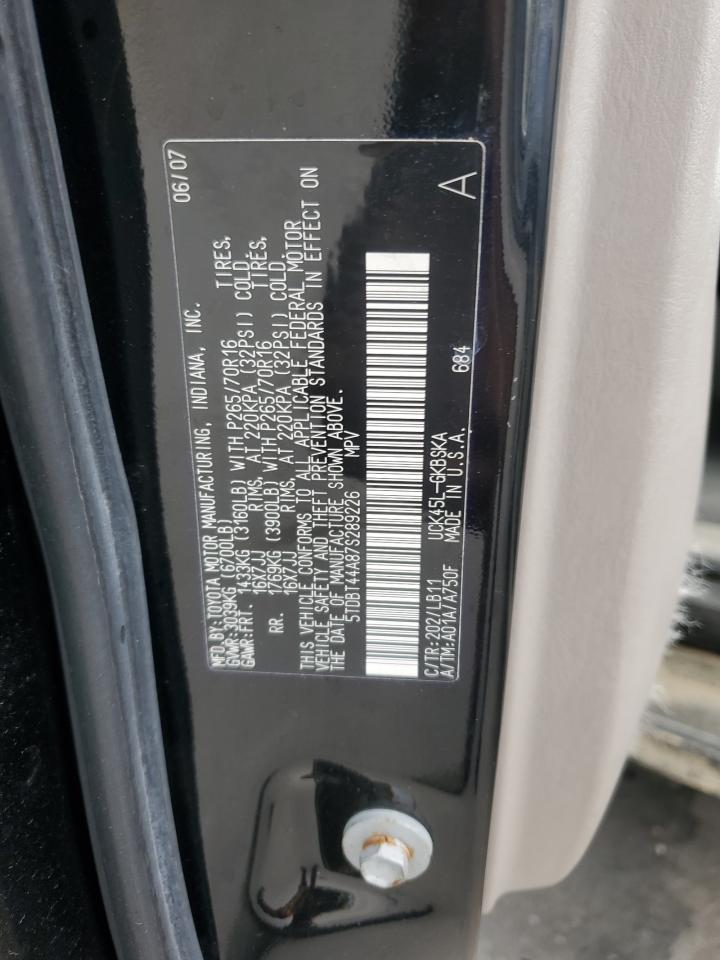 MFD.BY:TOYOTA MOTOR MANUFACTURING, INDIANA, INC. 06/07
GVWR:3039KG(6700LB)
GAWR:FRT. 1433KG(3160LB) WITH P265/70R16 TIRES,
16X7JJ RIMS, AT 220KPA (32PSI) COLD.
RR. 1769KG(3900LB) WITH P265/70R16 TIRES,
16X7JJ RIMS, AT 220KPA (32PSI) COLD.
THIS VEHICLE CONFORMS TO ALL APPLICABLE FEDERAL MOTOR
VEHICLE SAFETY AND THEFT PREVENTION STANDARDS IN EFFECT ON
THE DATE OF MANUFACTURE SHOWN ABOVE.
5TDBT44A87S289226 MPV
C/TR:202/LB11 UCK45L-GKBSKA 684
A/TM:A01A/A750F MADE IN U.S.A. A